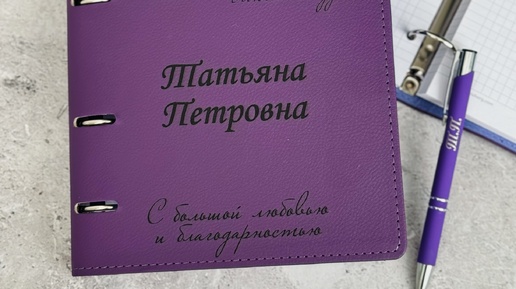 Татьяна
Петровна
С большой любовью
и благодарностью
Т.П.